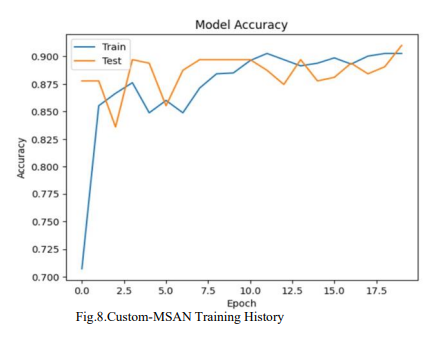 Model Accuracy
Train
Test
0.900
0.875
0.850
0.825
0.800
0.775
0.750
0.725
0.700
Accuracy
0.0 2.5 5.0 7.5 10.0 12.5 15.0 17.5
Epoch
Fig.8.Custom-MSAN Training History